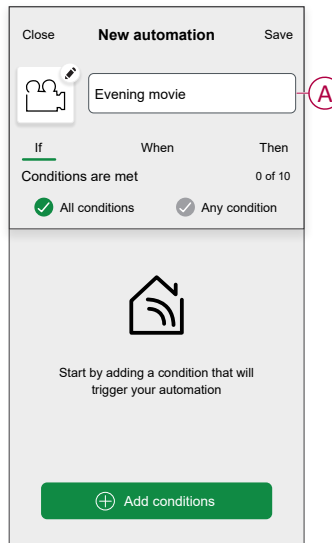 Close New automation Save
Evening movie
A
If When Then
Conditions are met 0 of 10
All conditions Any condition
Start by adding a condition that will
trigger your automation
Add conditions